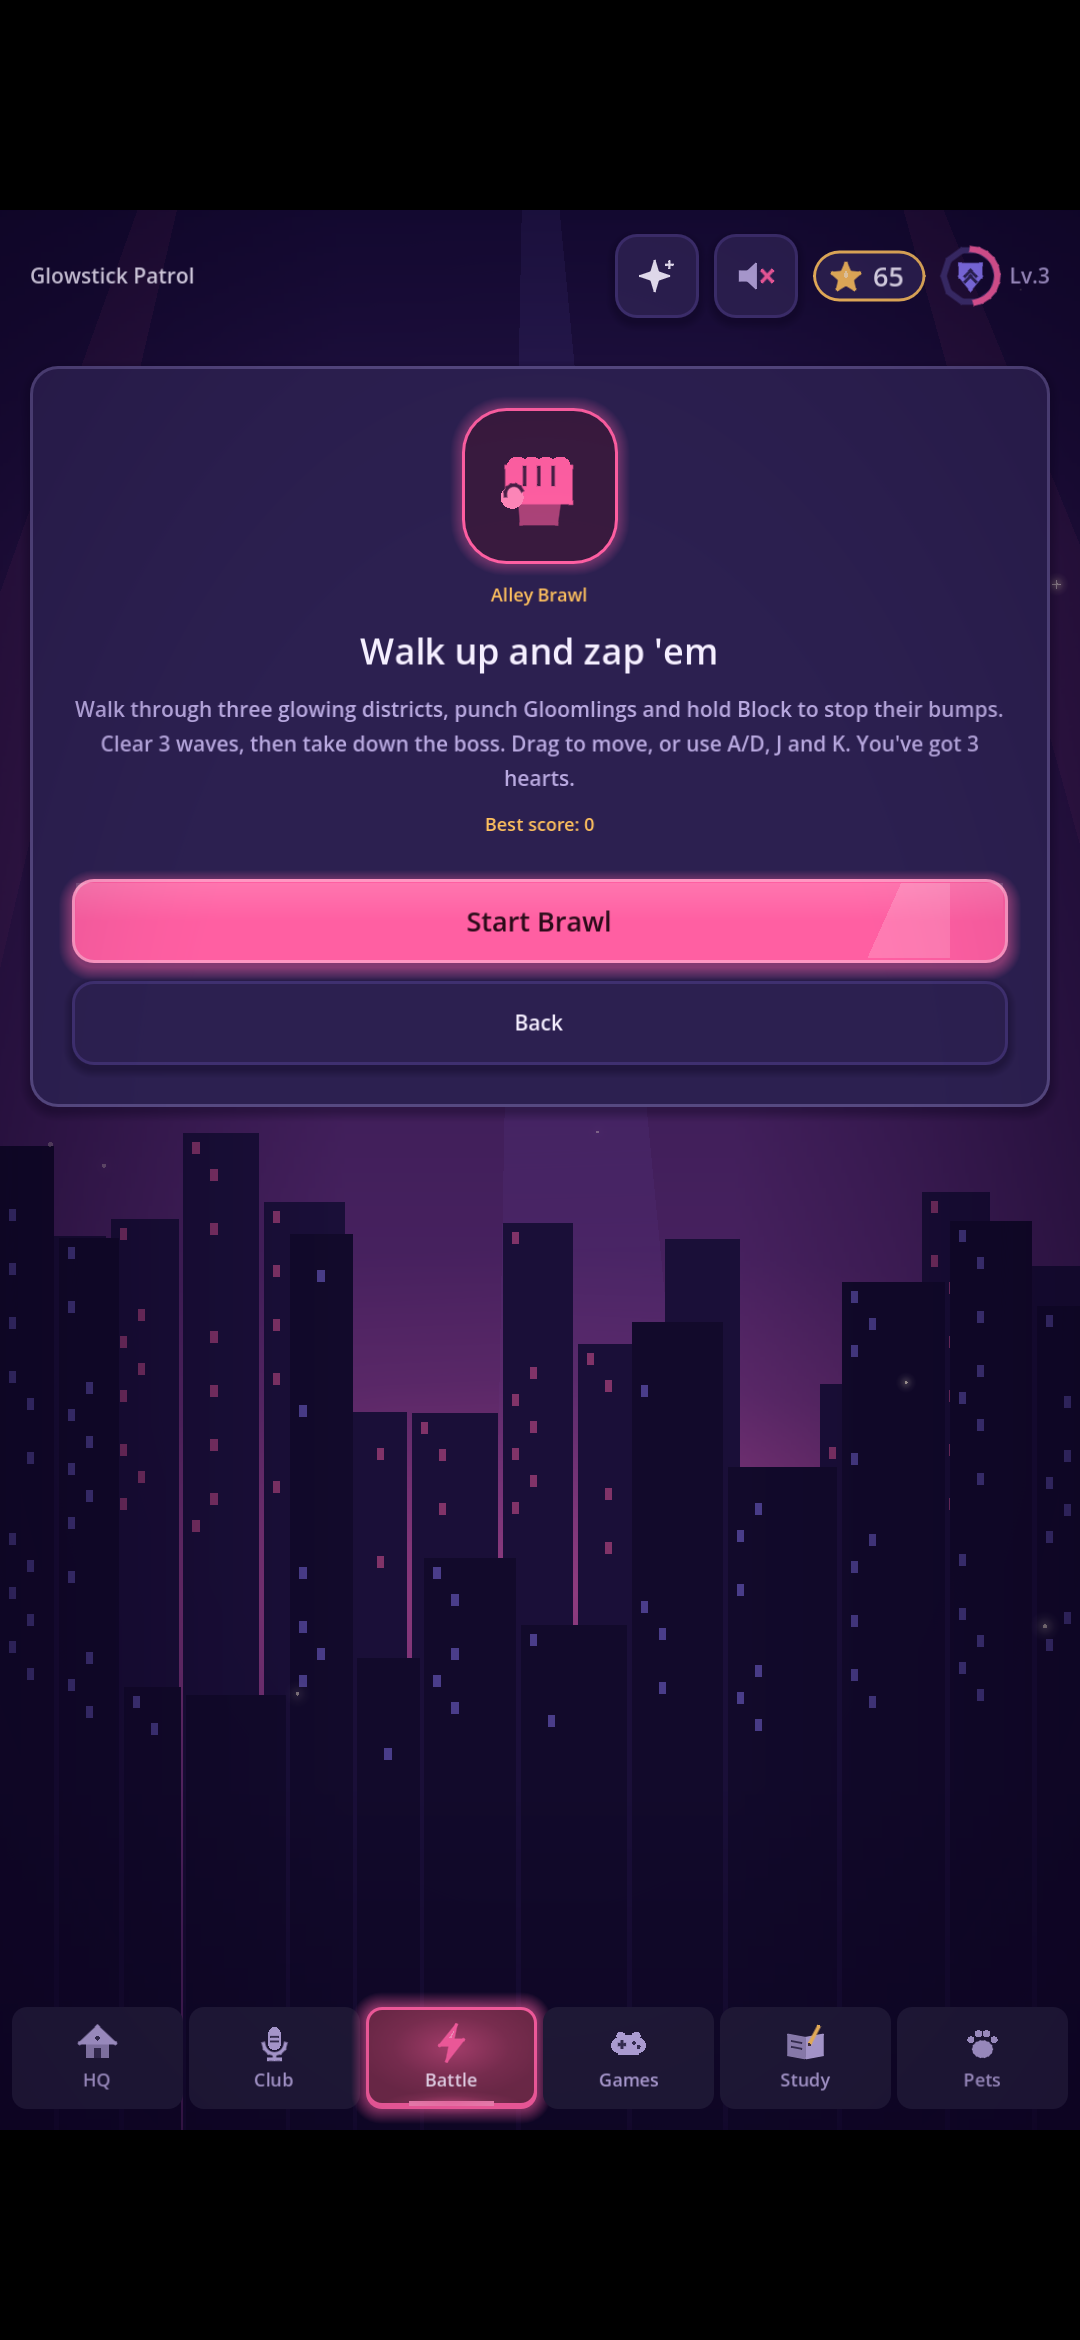 Glowstick Patrol
65
Lv.3
Alley Brawl
Walk up and zap 'em
Walk through three glowing districts, punch Gloomlings and hold Block to stop their bumps.
Clear 3 waves, then take down the boss. Drag to move, or use A/D, J and K. You've got 3
hearts.
Best score: 0
Start Brawl
Back
HQ
Club
Battle
Games
Study
Pets